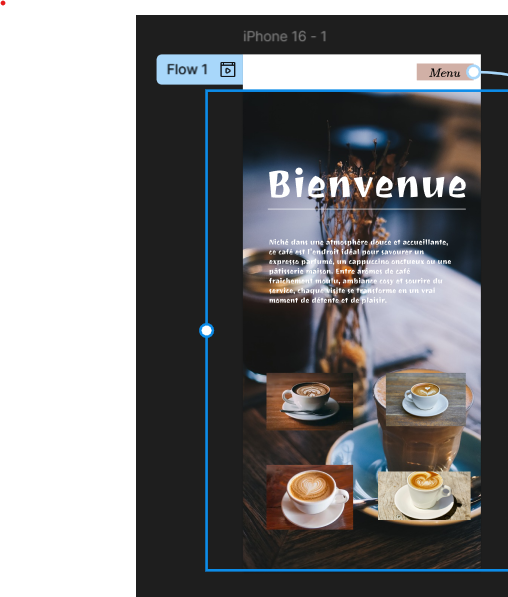 iPhone 16 - 1
Flow 1
Menu
Bienvenue
Niché dans une atmosphère douce et accueillante,
ce café est l'endroit idéal pour savourer un
expresso parfumé, un cappuccino onctueux ou une
pâtisserie maison. Entre arômes de café
fraîchement moulu, ambiance cosy et sourire du
service, chaque visite se transforme en un vrai
moment de détente et de plaisir.